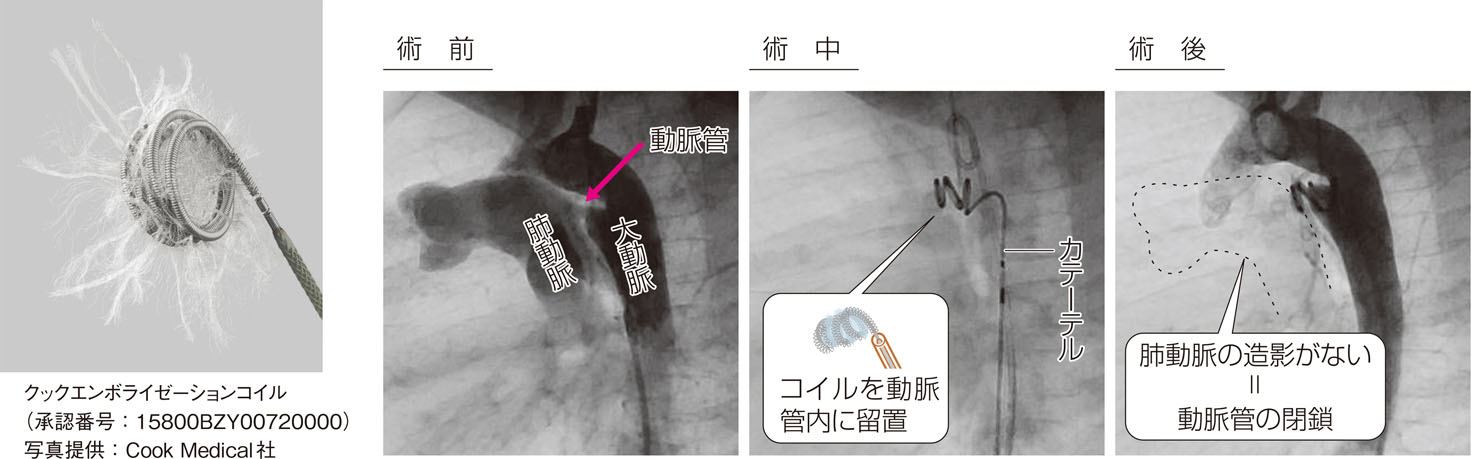 クックエンボライゼーションコイル
（承認番号：15800BZY00720000）
写真提供：Cook Medical社
術　前
動脈管
肺動脈
大動脈
術　中
カテーテル
コイルを動脈
管内に留置
術　後
肺動脈の造影がない
＝
動脈管の閉鎖